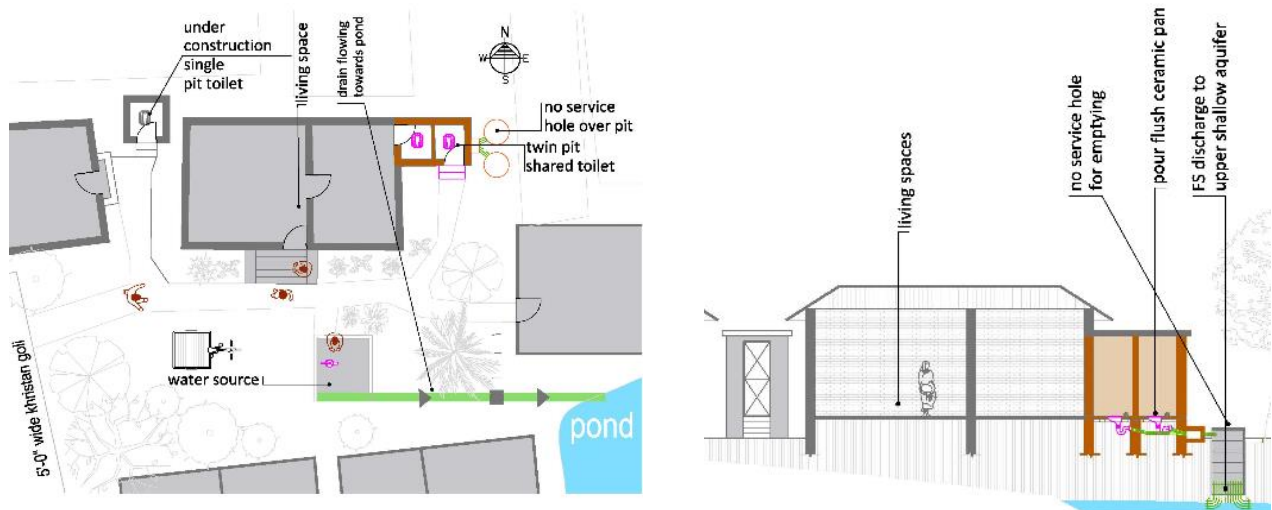 under
construction
single
pit toilet
living space
drain flowing
towards pond
N
W
E
S
no service
hole over pit
twin pit
shared toilet
water source
5'-0" wide khristan goli
pond
living spaces
no service hole
for emptying
pour flush ceramic pan
FS discharge to
upper shallow aquifer